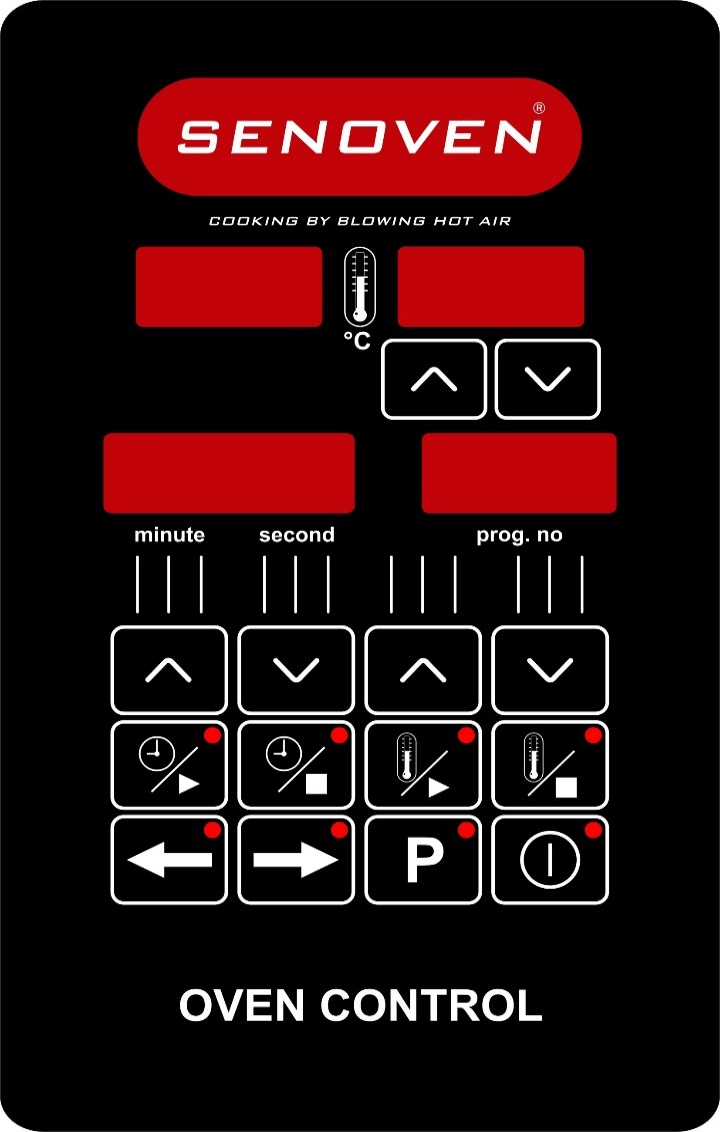 SENOVEN®
COOKING BY BLOWING HOT AIR
°C
minute second prog. no
P
OVEN CONTROL